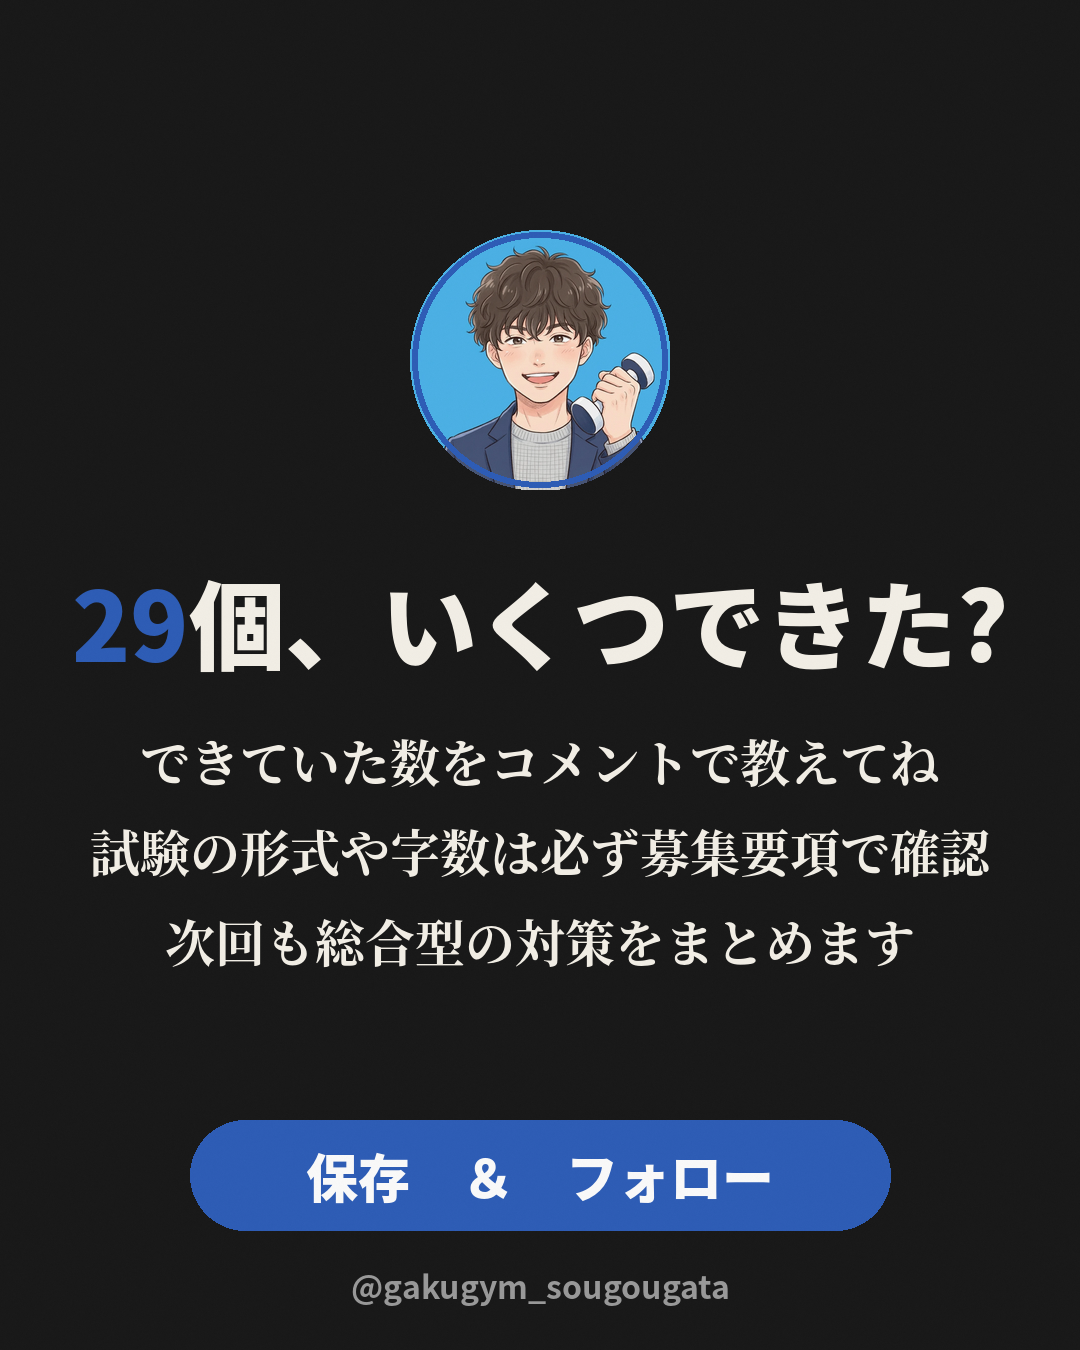 29個、いくつできた?
できていた数をコメントで教えてね
試験の形式や字数は必ず募集要項で確認
次回も総合型の対策をまとめます
保存 & フォロー
@gakugym_sougougata